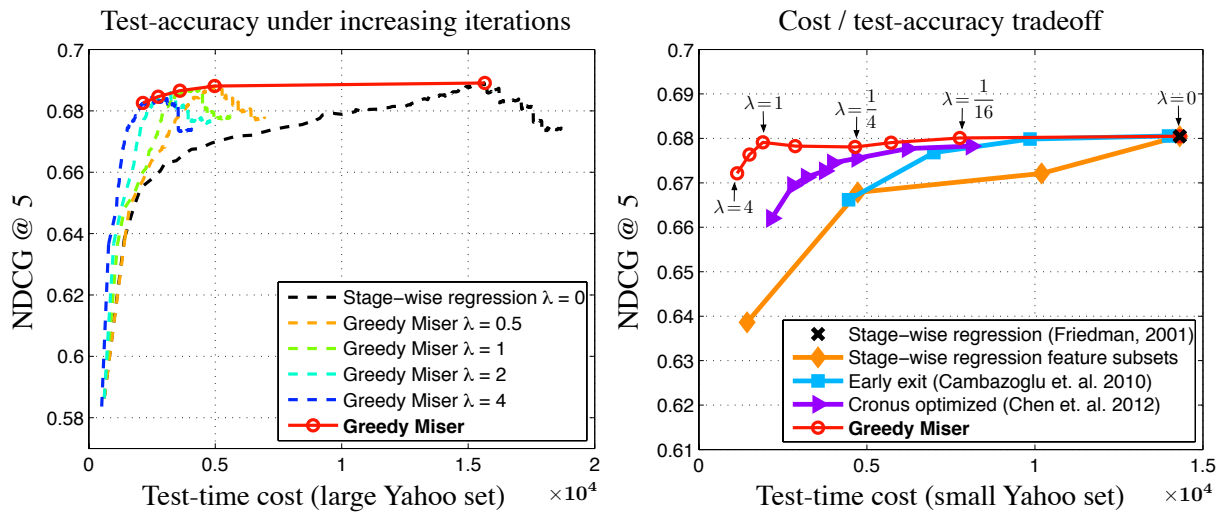 Test-accuracy under increasing iterations
0.7
0.68
0.66
0.64
0.62
0.6
0.58
NDCG @ 5
Stage−wise regression λ = 0
Greedy Miser λ = 0.5
Greedy Miser λ = 1
Greedy Miser λ = 2
Greedy Miser λ = 4
Greedy Miser
0 0.5 1 1.5 2
Test-time cost (large Yahoo set) ×10⁴
Cost / test-accuracy tradeoff
0.7
0.69
0.68
0.67
0.66
0.65
0.64
0.63
0.62
0.61
NDCG @ 5
λ=1
λ=1/4
λ=1/16
λ=0
λ=4
Stage−wise regression (Friedman, 2001)
Stage−wise regression feature subsets
Early exit (Cambazoglu et. al. 2010)
Cronus optimized (Chen et. al. 2012)
Greedy Miser
0 0.5 1 1.5
Test-time cost (small Yahoo set) ×10⁴